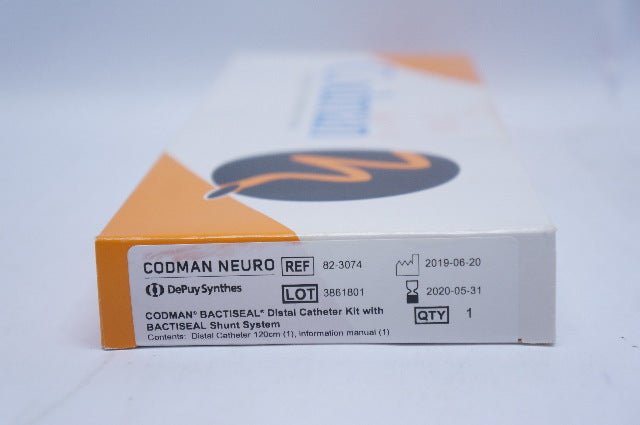 CODMAN NEURO REF 82-3074 2019-06-20
DePuySynthes LOT 3861801 2020-05-31
CODMAN® BACTISEAL® Distal Catheter Kit with
BACTISEAL Shunt System QTY 1
Contents: Distal Catheter 120cm (1), information manual (1)